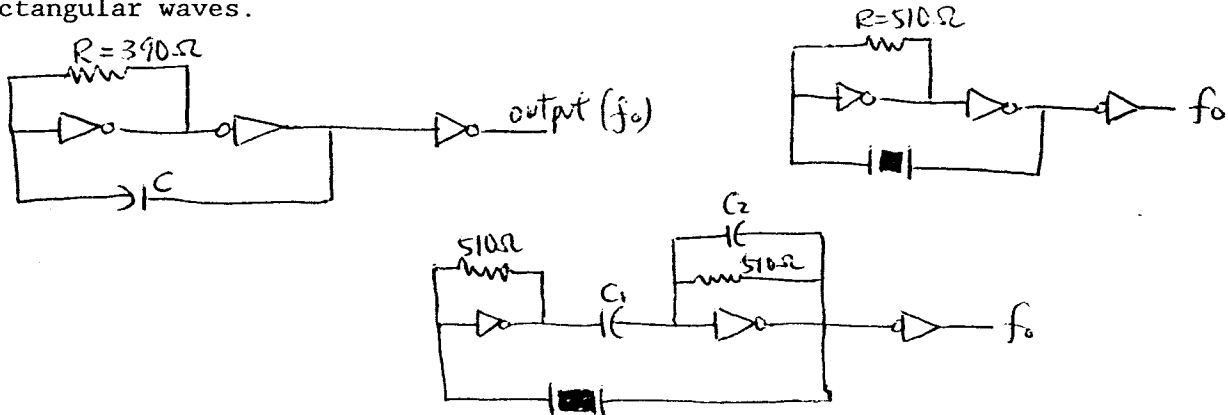 ctangular waves.
R = 390Ω
C
output (f₀)
R=510Ω
f₀
510Ω
C₁
C₂
510Ω
f₀